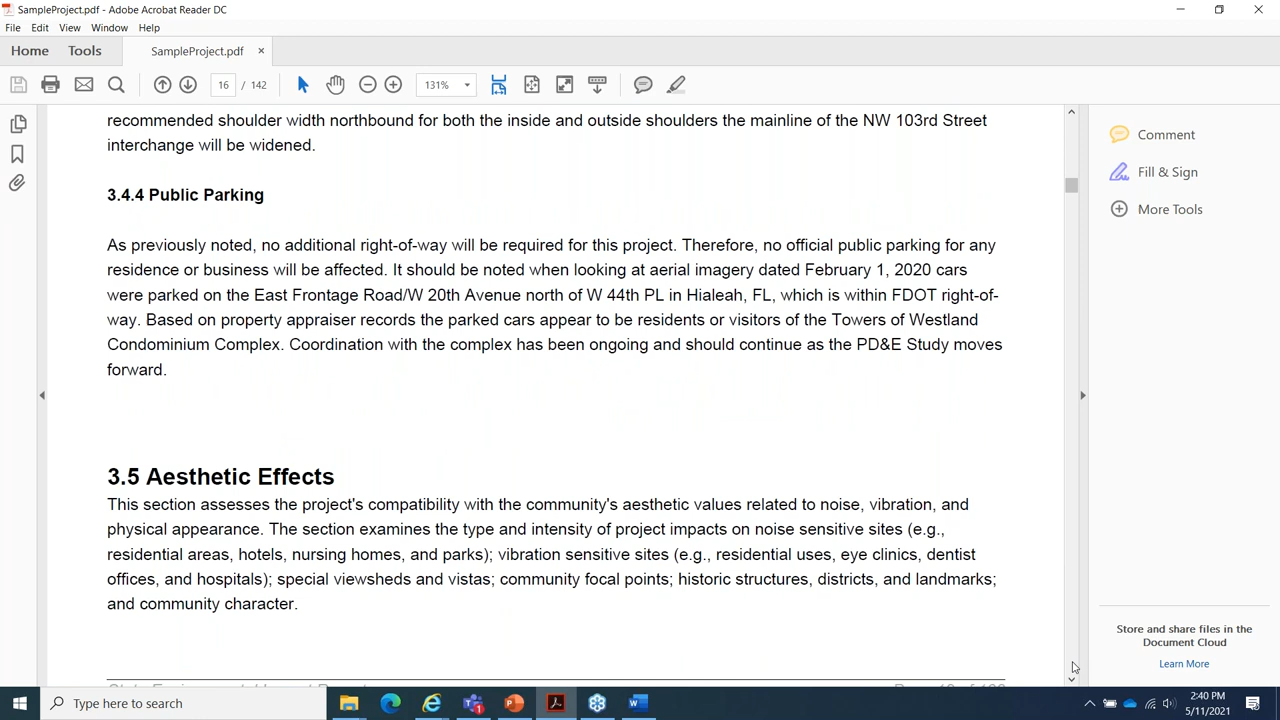 SampleProject.pdf - Adobe Acrobat Reader DC
File Edit View Window Help
Home Tools SampleProject.pdf ×
16 / 142 131%
recommended shoulder width northbound for both the inside and outside shoulders the mainline of the NW 103rd Street
interchange will be widened.
3.4.4 Public Parking
As previously noted, no additional right-of-way will be required for this project. Therefore, no official public parking for any
residence or business will be affected. It should be noted when looking at aerial imagery dated February 1, 2020 cars
were parked on the East Frontage Road/W 20th Avenue north of W 44th PL in Hialeah, FL, which is within FDOT right-of-
way. Based on property appraiser records the parked cars appear to be residents or visitors of the Towers of Westland
Condominium Complex. Coordination with the complex has been ongoing and should continue as the PD&E Study moves
forward.
3.5 Aesthetic Effects
This section assesses the project's compatibility with the community's aesthetic values related to noise, vibration, and
physical appearance. The section examines the type and intensity of project impacts on noise sensitive sites (e.g.,
residential areas, hotels, nursing homes, and parks); vibration sensitive sites (e.g., residential uses, eye clinics, dentist
offices, and hospitals); special viewsheds and vistas; community focal points; historic structures, districts, and landmarks;
and community character.
Comment
Fill & Sign
More Tools
Store and share files in the
Document Cloud
Learn More
Type here to search
2:40 PM
5/11/2021